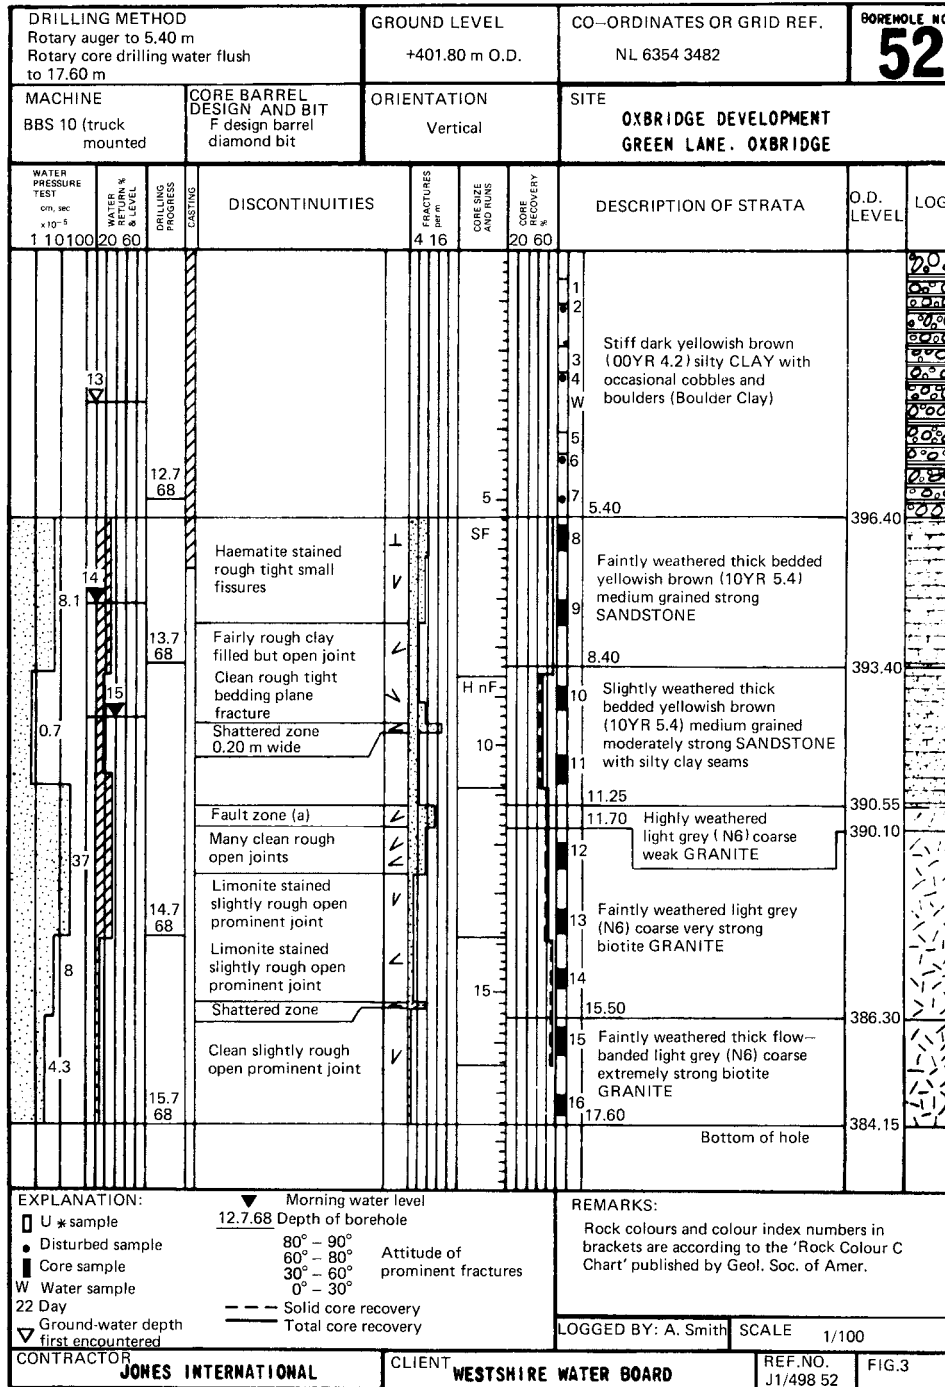 DRILLING METHOD
Rotary auger to 5.40 m
Rotary core drilling water flush
to 17.60 m
GROUND LEVEL
+401.80 m O.D.
CO-ORDINATES OR GRID REF.
NL 6354 3482
BOREHOLE NO
52
MACHINE
BBS 10 (truck
mounted
CORE BARREL
DESIGN AND BIT
F design barrel
diamond bit
ORIENTATION
Vertical
SITE
OXBRIDGE DEVELOPMENT
GREEN LANE. OXBRIDGE
WATER
PRESSURE
TEST
cm, sec
x10-5
1 10 100
WATER
RETURN %
& LEVEL
20 60
DRILLING
PROGRESS
CASTING
DISCONTINUITIES
FRACTURES
per m
4 16
CORE SIZE
AND RUNS
CORE
RECOVERY
%
20 60
DESCRIPTION OF STRATA
O.D.
LEVEL
LOG
1
2
Stiff dark yellowish brown
(00YR 4.2) silty CLAY with
occasional cobbles and
boulders (Boulder Clay)
3
4
13
W
5
6
12.7
68
5
7
5.40
396.40
SF
8
Haematite stained
rough tight small
fissures
Faintly weathered thick bedded
yellowish brown (10YR 5.4)
medium grained strong
SANDSTONE
14
8.1
9
13.7
68
Fairly rough clay
filled but open joint
8.40
393.40
Clean rough tight
bedding plane
fracture
15
H nF
10
Slightly weathered thick
bedded yellowish brown
(10YR 5.4) medium grained
moderately strong SANDSTONE
with silty clay seams
0.7
Shattered zone
0.20 m wide
10
11
11.25
390.55
Fault zone (a)
11.70
390.10
Highly weathered
light grey (N6) coarse
weak GRANITE
Many clean rough
open joints
37
12
Limonite stained
slightly rough open
prominent joint
14.7
68
13
Faintly weathered light grey
(N6) coarse very strong
biotite GRANITE
8
Limonite stained
slightly rough open
prominent joint
14
15
Shattered zone
15.50
386.30
4.3
Clean slightly rough
open prominent joint
15
Faintly weathered thick flow-
banded light grey (N6) coarse
extremely strong biotite
GRANITE
15.7
68
16
17.60
384.15
Bottom of hole
EXPLANATION:
U * sample
Disturbed sample
Core sample
W Water sample
22 Day
Ground-water depth
first encountered
Morning water level
12.7.68 Depth of borehole
80° – 90°
60° – 80°
30° – 60°
0° – 30°
Attitude of
prominent fractures
Solid core recovery
Total core recovery
REMARKS:
Rock colours and colour index numbers in
brackets are according to the 'Rock Colour C
Chart' published by Geol. Soc. of Amer.
LOGGED BY: A. Smith
SCALE 1/100
CONTRACTOR
JONES INTERNATIONAL
CLIENT
WESTSHIRE WATER BOARD
REF.NO.
J1/498 52
FIG.3